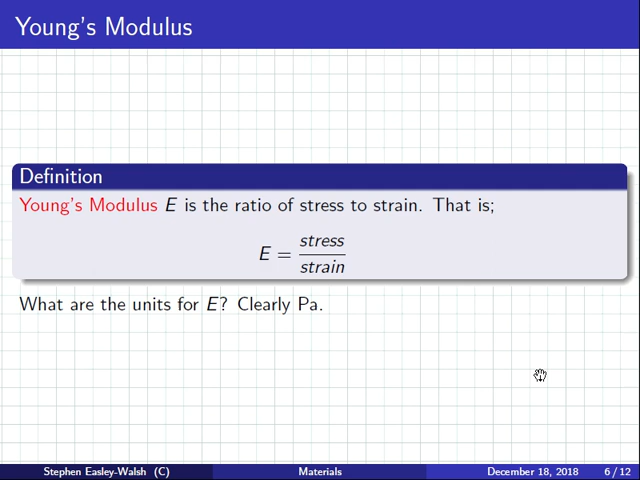 Young's Modulus
Definition
Young's Modulus E is the ratio of stress to strain. That is;
E = stress
strain
What are the units for E? Clearly Pa.
Stephen Easley-Walsh (C) Materials December 18, 2018 6 / 12